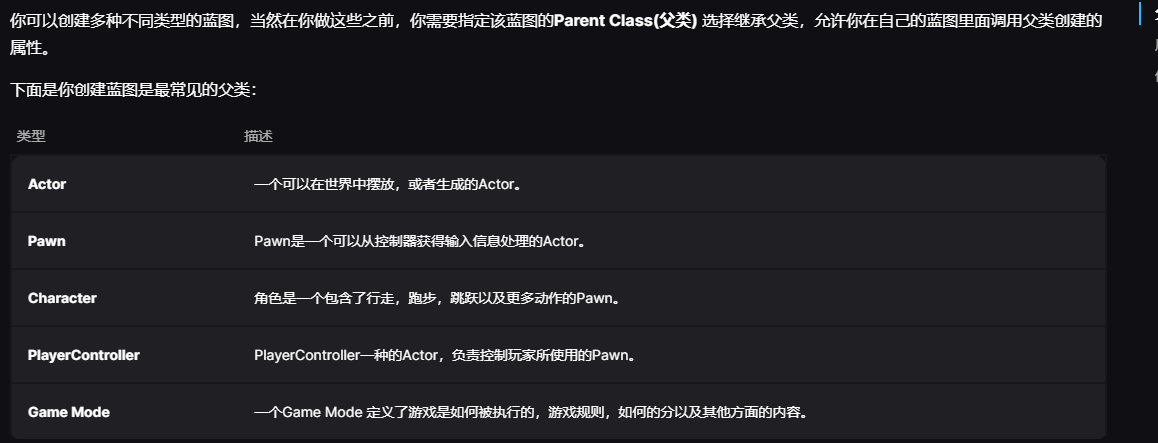 你可以创建多种不同类型的蓝图，当然在你做这些之前，你需要指定该蓝图的Parent Class(父类) 选择继承父类，允许你在自己的蓝图里面调用父类创建的
属性。
下面是你创建蓝图是最常见的父类：
类型 描述
Actor 一个可以在世界中摆放，或者生成的Actor。
Pawn Pawn是一个可以从控制器获得输入信息处理的Actor。
Character 角色是一个包含了行走，跑步，跳跃以及更多动作的Pawn。
PlayerController PlayerController一种的Actor，负责控制玩家所使用的Pawn。
Game Mode 一个Game Mode 定义了游戏是如何被执行的，游戏规则，如何的分以及其他方面的内容。